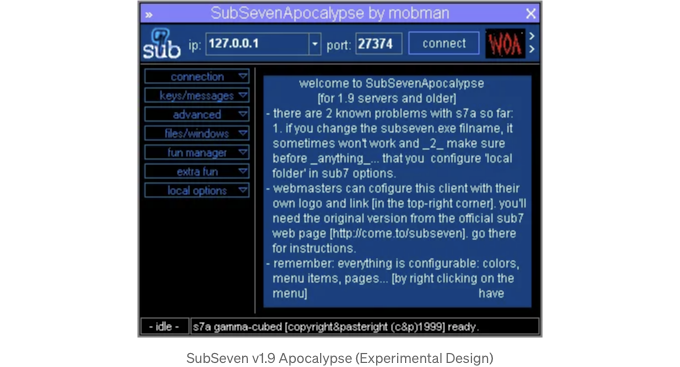 » SubSevenApocalypse by mobman X
sub ip: 127.0.0.1 port: 27374 connect WOA
connection
keys/messages
advanced
files/windows
fun manager
extra fun
local options
welcome to SubSevenApocalypse
[for 1.9 servers and older]
- there are 2 known problems with s7a so far:
1. if you change the subseven.exe filname, it
sometimes won't work and _2_ make sure
before _anything_... that you configure 'local
folder' in sub7 options.
- webmasters can cofigure this client with their
own logo and link [in the top-right corner]. you'll
need the original version from the official sub7
web page [http://come.to/subseven]. go there
for instructions.
- remember: everything is configurable: colors,
menu items, pages... [by right clicking on the
menu] have
- idle - s7a gamma-cubed [copyright&pasteright (c&p)1999] ready.
SubSeven v1.9 Apocalypse (Experimental Design)